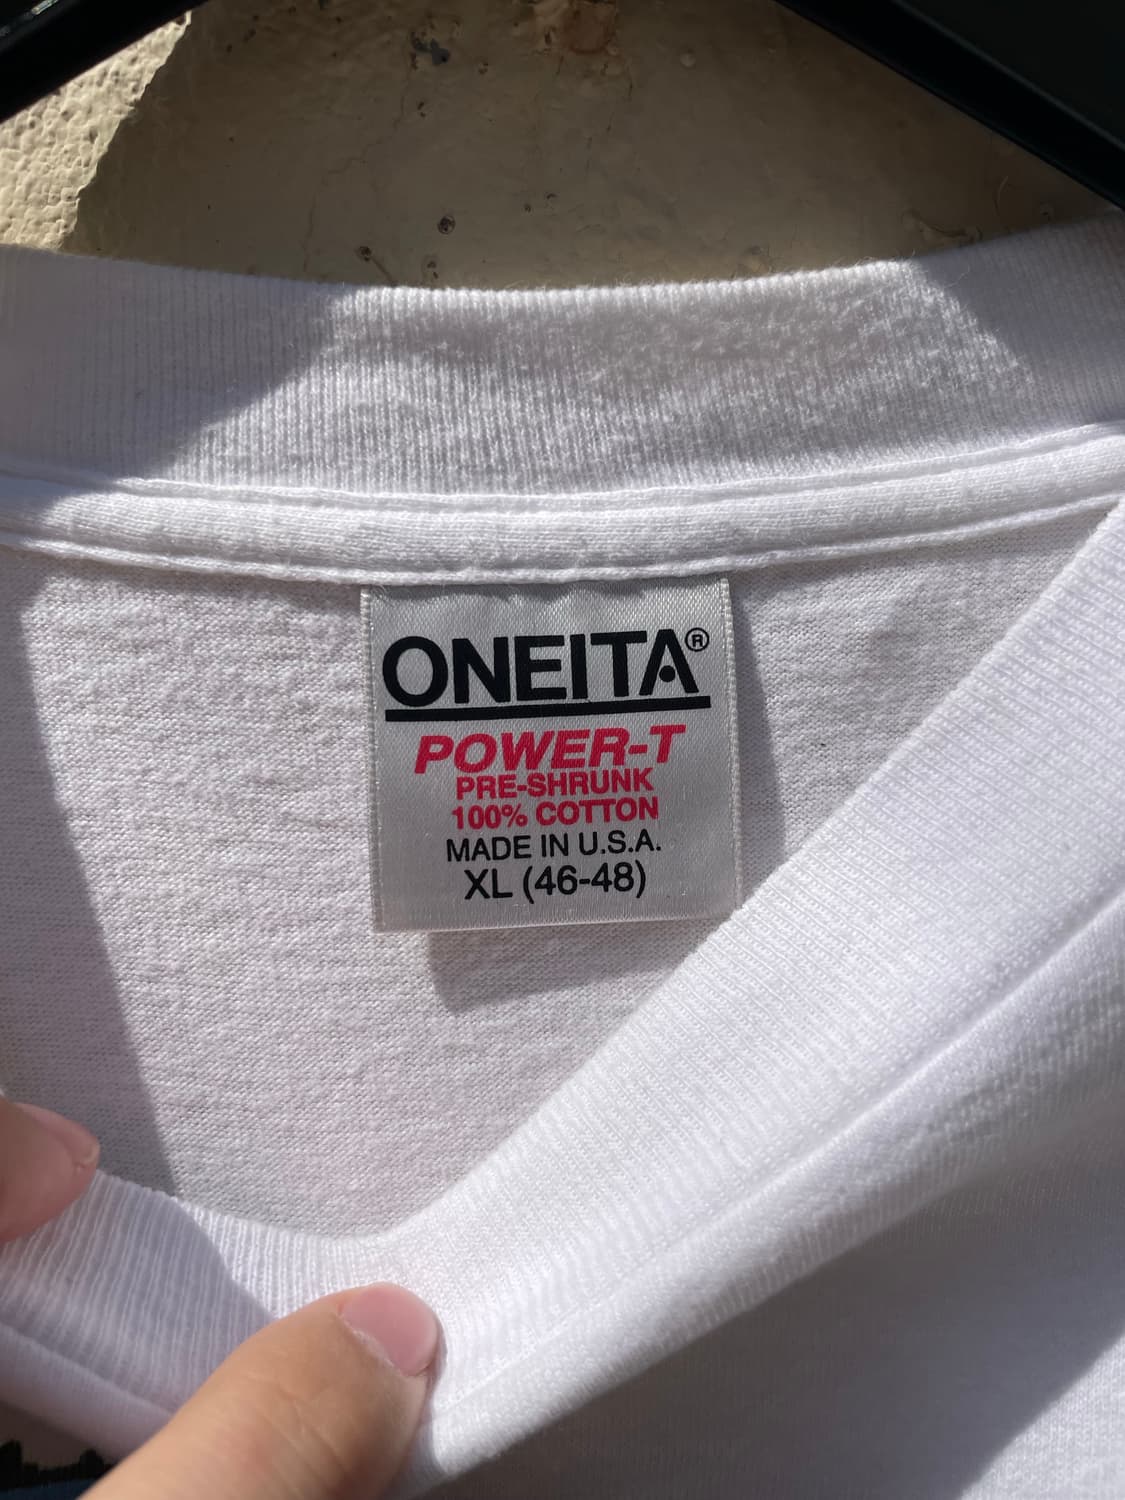 ONEITA®
POWER-T
PRE-SHRUNK
100% COTTON
MADE IN U.S.A.
XL (46-48)